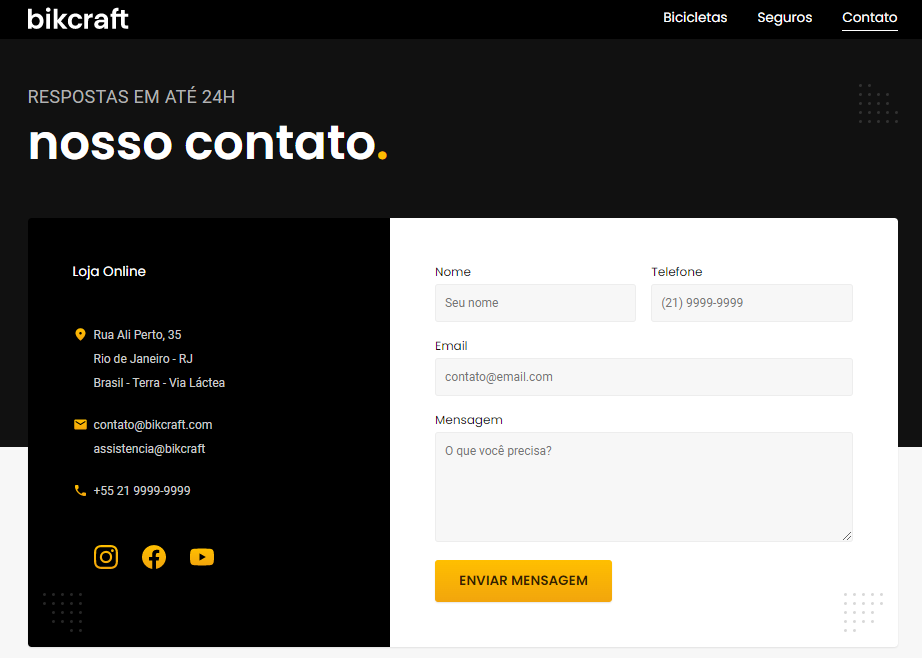 bikcraft
Bicicletas
Seguros
Contato
RESPOSTAS EM ATÉ 24H
nosso contato.
Loja Online
Rua Ali Perto, 35
Rio de Janeiro - RJ
Brasil - Terra - Via Láctea
contato@bikcraft.com
assistencia@bikcraft
+55 21 9999-9999
Nome
Telefone
Seu nome
(21) 9999-9999
Email
contato@email.com
Mensagem
O que você precisa?
ENVIAR MENSAGEM